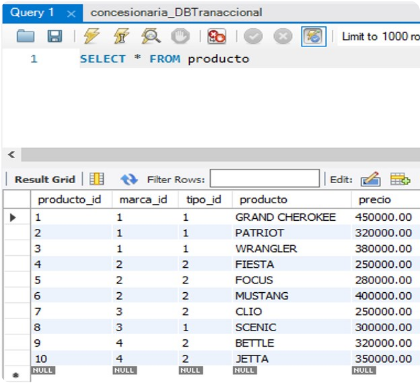 Query 1 concesionaria_DBTranaccional
Limit to 1000 ro
1 SELECT * FROM producto
Result Grid Filter Rows: Edit:
producto_id marca_id tipo_id producto precio
1 1 1 GRAND CHEROKEE 450000.00
2 1 1 PATRIOT 320000.00
3 1 1 WRANGLER 380000.00
4 2 2 FIESTA 250000.00
5 2 2 FOCUS 280000.00
6 2 2 MUSTANG 400000.00
7 3 2 CLIO 250000.00
8 3 1 SCENIC 300000.00
9 4 2 BETTLE 320000.00
10 4 2 JETTA 350000.00
NULL NULL NULL NULL NULL